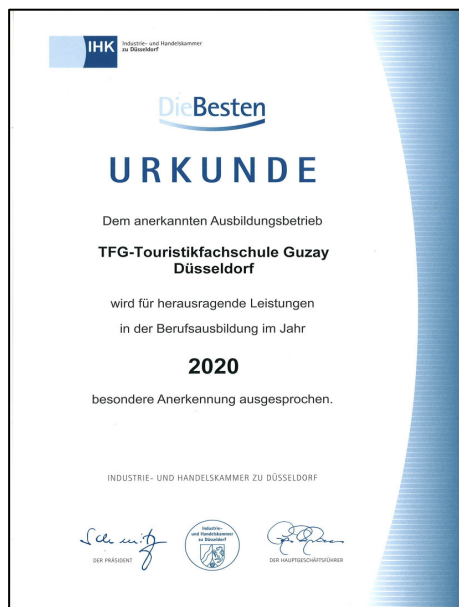 IHK Industrie- und Handelskammer
zu Düsseldorf
DieBesten
URKUNDE
Dem anerkannten Ausbildungsbetrieb
TFG-Touristikfachschule Guzay
Düsseldorf
wird für herausragende Leistungen
in der Berufsausbildung im Jahr
2020
besondere Anerkennung ausgesprochen.
INDUSTRIE- UND HANDELSKAMMER ZU DÜSSELDORF
Industrie-
und Handelskammer
zu Düsseldorf
DER PRÄSIDENT
DER HAUPTGESCHÄFTSFÜHRER